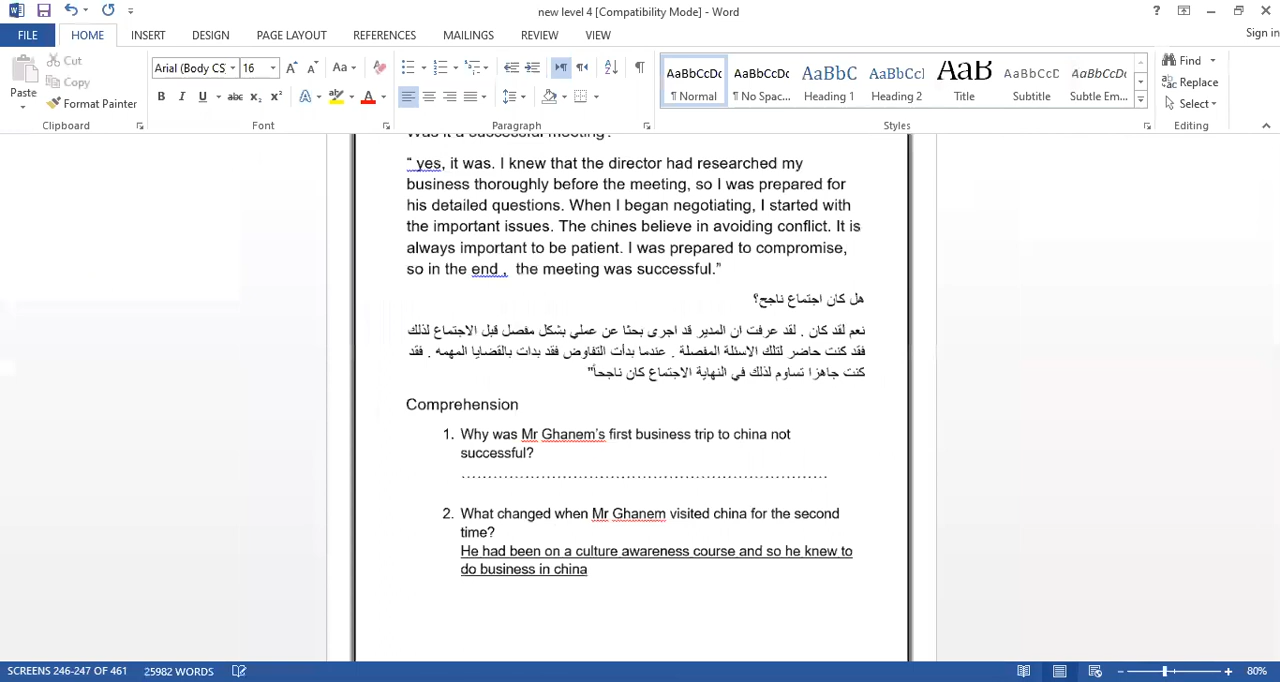 new level 4 [Compatibility Mode] - Word
Sign in
FILE HOME INSERT DESIGN PAGE LAYOUT REFERENCES MAILINGS REVIEW VIEW
Paste
Cut
Copy
Format Painter
Clipboard
Arial (Body CS) 16
Font
Paragraph
AaBbCcDc
¶ Normal
AaBbCcDc
¶ No Spac...
AaBbC
Heading 1
AaBbCcI
Heading 2
AaB
Title
AaBbCcD
Subtitle
AaBbCcDt
Subtle Em...
Styles
Find
Replace
Select
Editing
Was it a successful meeting?
“ yes, it was. I knew that the director had researched my
business thoroughly before the meeting, so I was prepared for
his detailed questions. When I began negotiating, I started with
the important issues. The chines believe in avoiding conflict. It is
always important to be patient. I was prepared to compromise,
so in the end , the meeting was successful.”
هل كان اجتماع ناجح؟
نعم لقد كان . لقد عرفت ان المدير قد اجرى بحثا عن عملي بشكل مفصل قبل الاجتماع لذلك
فقد كنت حاضر لتلك الاسئلة المفصلة . عندما بدأت التفاوض فقد بدات بالقضايا المهمه . فقد
كنت جاهزا تساوم لذلك في النهاية الاجتماع كان ناجحاً"
Comprehension
1. Why was Mr Ghanem’s first business trip to china not
successful?
……………………………………………………………
2. What changed when Mr Ghanem visited china for the second
time?
He had been on a culture awareness course and so he knew to
do business in china
SCREENS 246-247 OF 461 25982 WORDS
80%